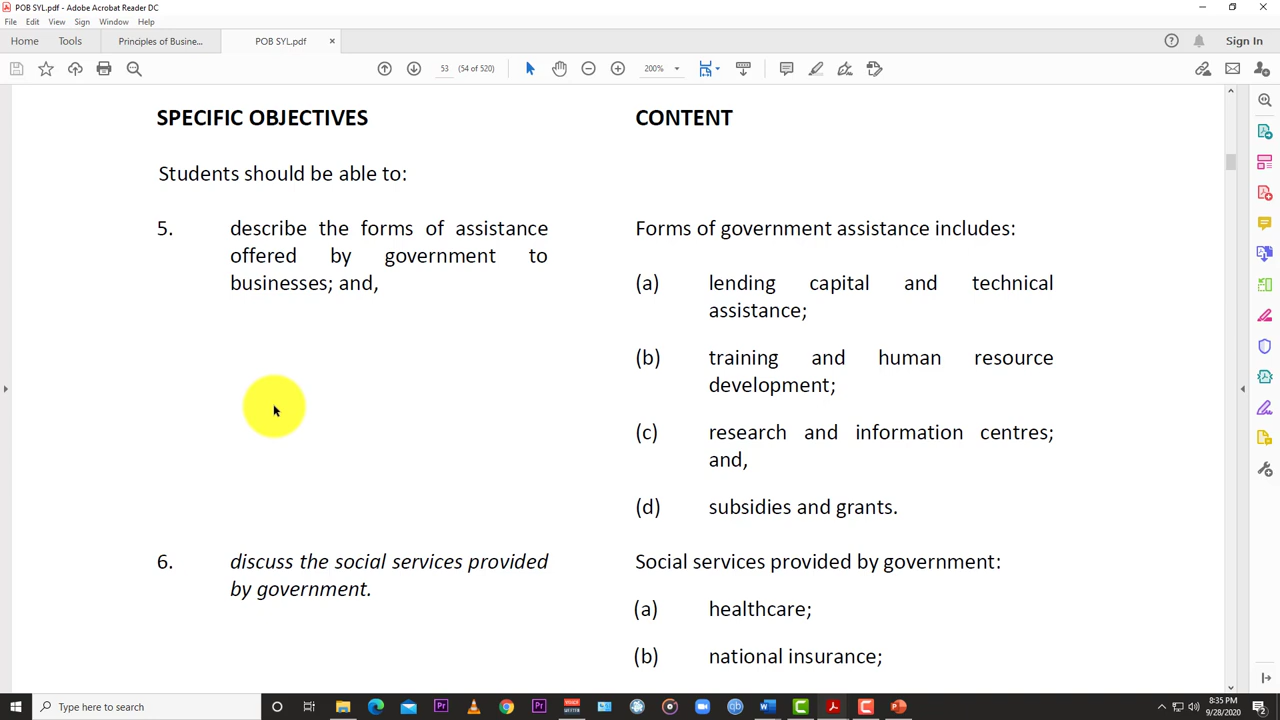 POB SYL.pdf - Adobe Acrobat Reader DC
File Edit View Sign Window Help
Home Tools Principles of Busine... POB SYL.pdf × Sign In
53 (54 of 520) 200%
SPECIFIC OBJECTIVES CONTENT
Students should be able to:
5. describe the forms of assistance Forms of government assistance includes:
offered by government to
businesses; and, (a) lending capital and technical
assistance;
(b) training and human resource
development;
(c) research and information centres;
and,
(d) subsidies and grants.
6. discuss the social services provided Social services provided by government:
by government.
(a) healthcare;
(b) national insurance;
Type here to search
8:35 PM
9/28/2020